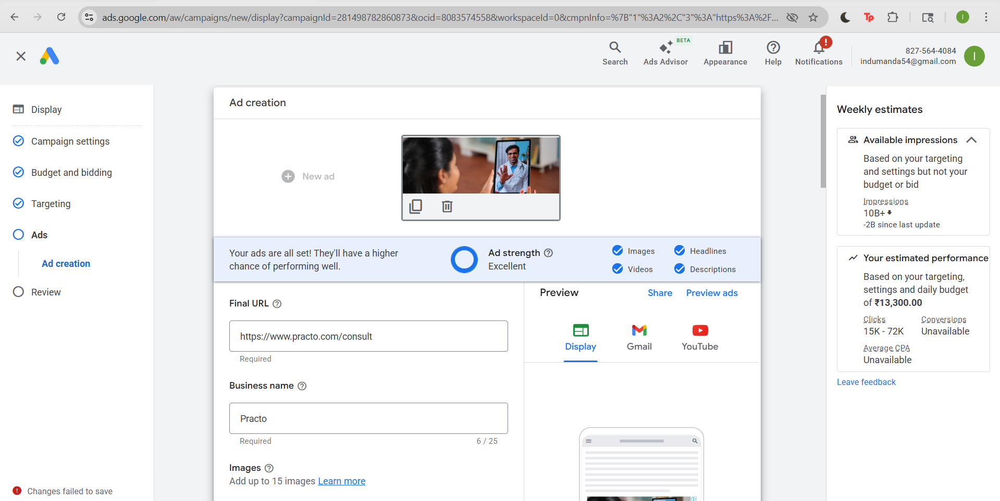 ads.google.com/aw/campaigns/new/display?campaignId=281498782860873&ocid=8083574558&workspaceId=0&cmpnInfo=%7B"1"%3A2%2C"3"%3A"https%3A%2F...
Tp
I
BETA
Search
Ads Advisor
Appearance
Help
Notifications
827-564-4084
indumanda54@gmail.com
I
Display
Campaign settings
Budget and bidding
Targeting
Ads
Ad creation
Review
Changes failed to save
Ad creation
New ad
Your ads are all set! They'll have a higher
chance of performing well.
Ad strength
Excellent
Images
Headlines
Videos
Descriptions
Final URL
https://www.practo.com/consult
Required
Business name
Practo
Required
6 / 25
Images
Add up to 15 images Learn more
Preview
Share
Preview ads
Display
Gmail
YouTube
Weekly estimates
Available impressions
Based on your targeting
and settings but not your
budget or bid
Impressions
10B+
-2B since last update
Your estimated performance
Based on your targeting,
settings and daily budget
of ₹13,300.00
Clicks
Conversions
15K - 72K
Unavailable
Average CPA
Unavailable
Leave feedback